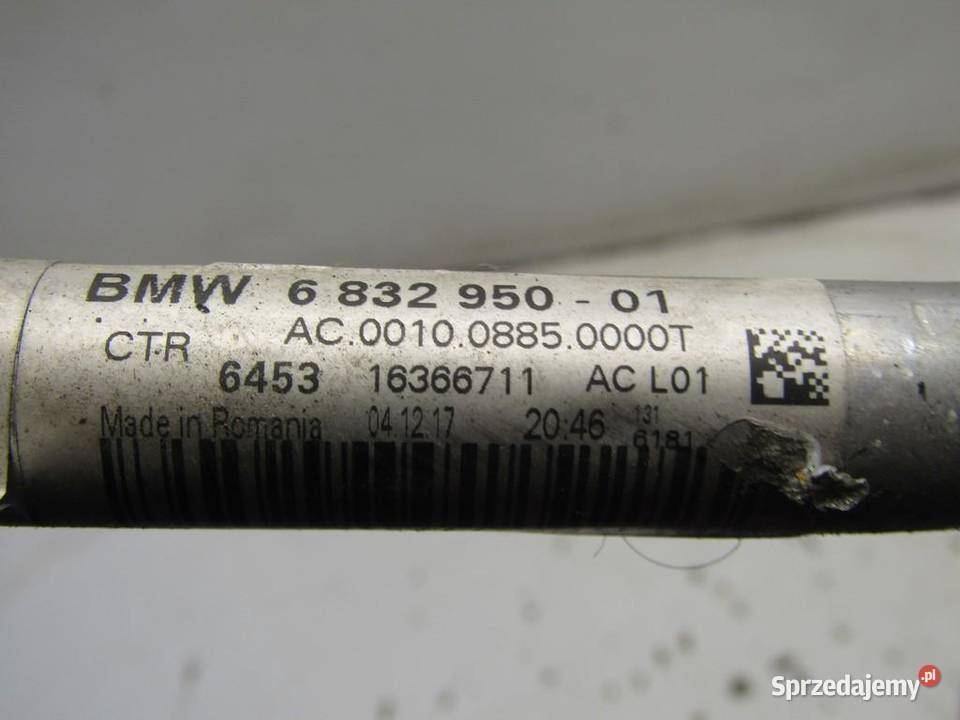 BMW 6 832 950 - 01
CTR AC.0010.0885.0000T
6453 16366711 AC L01
Made in Romania 04.12.17 20:46 131
6181
Sprzedajemy.pl